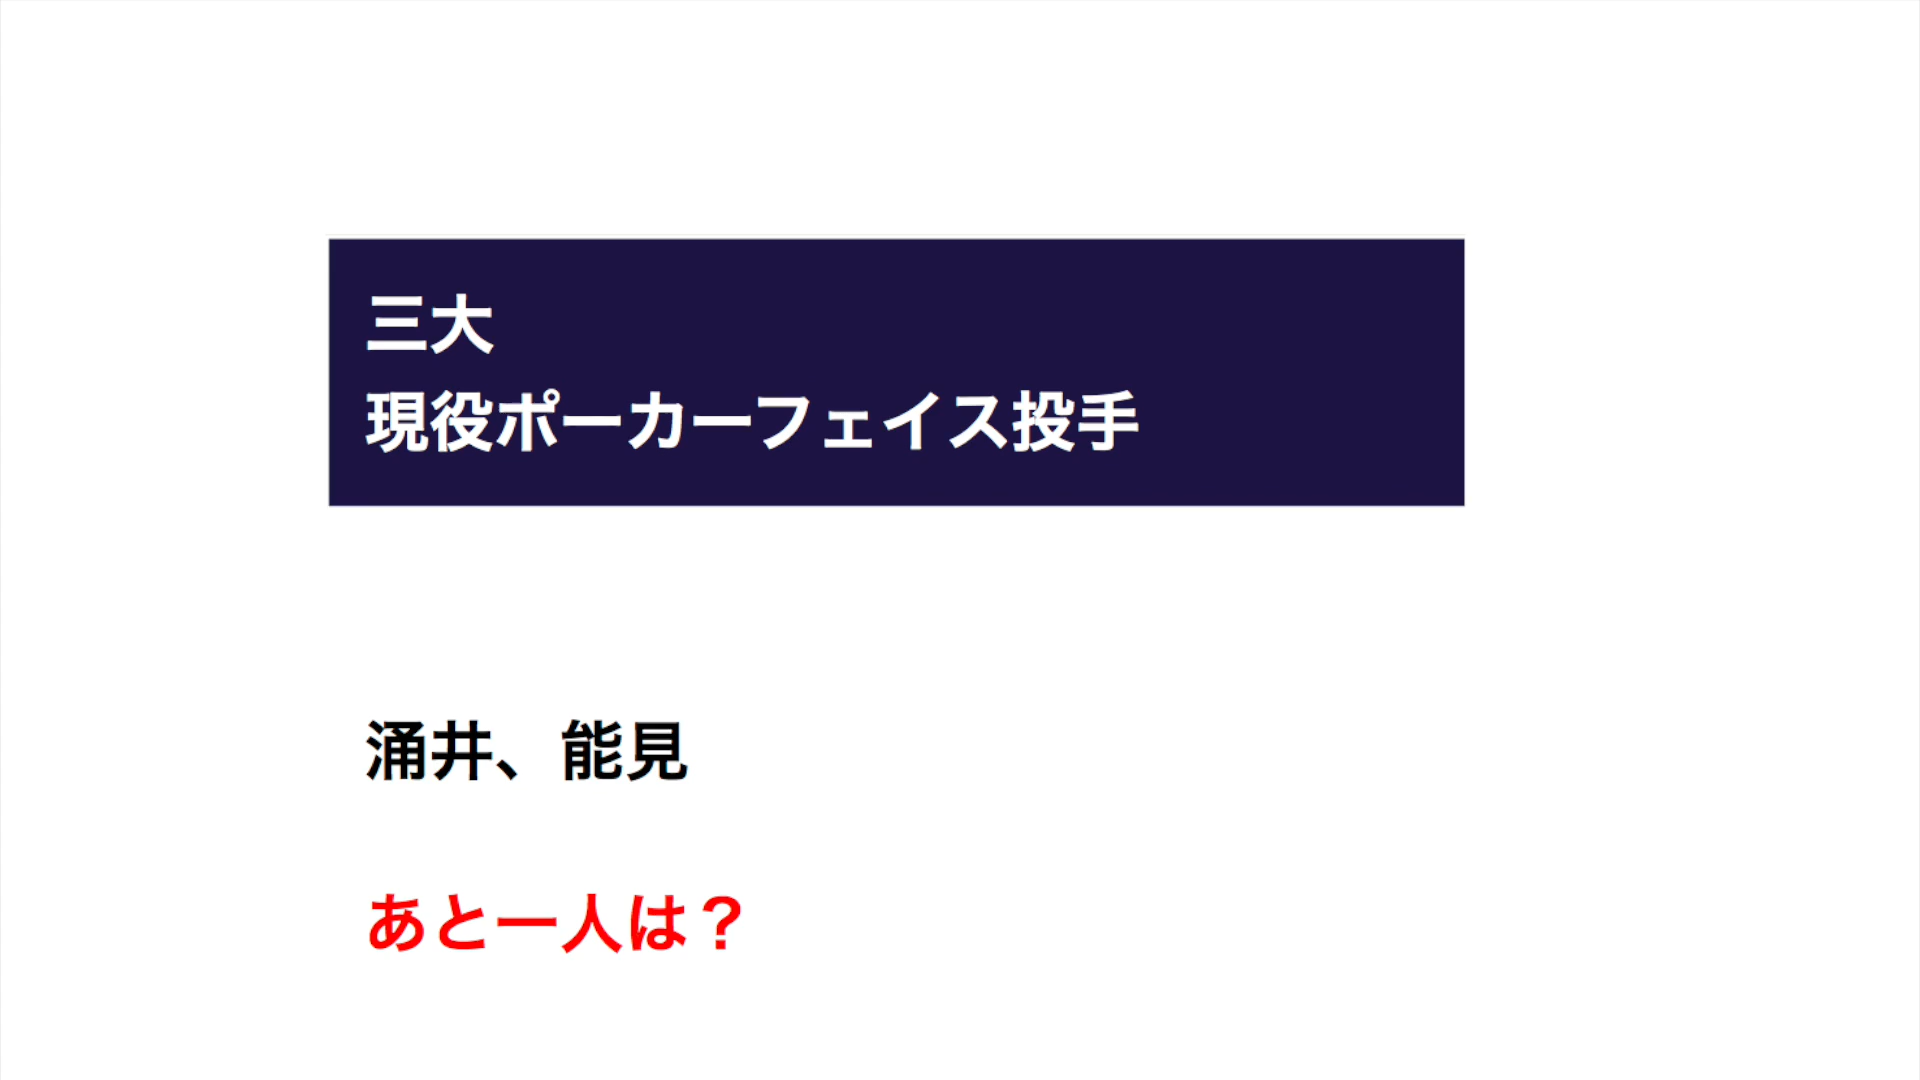 三大
現役ポーカーフェイス投手
涌井、能見
あと一人は？